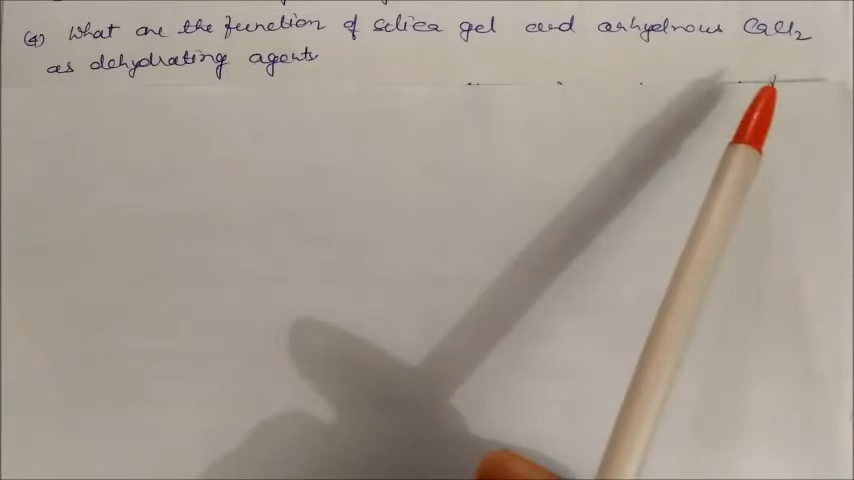 (4) What are the function of silica gel and anhydrous CaCl2
as dehydrating agents.